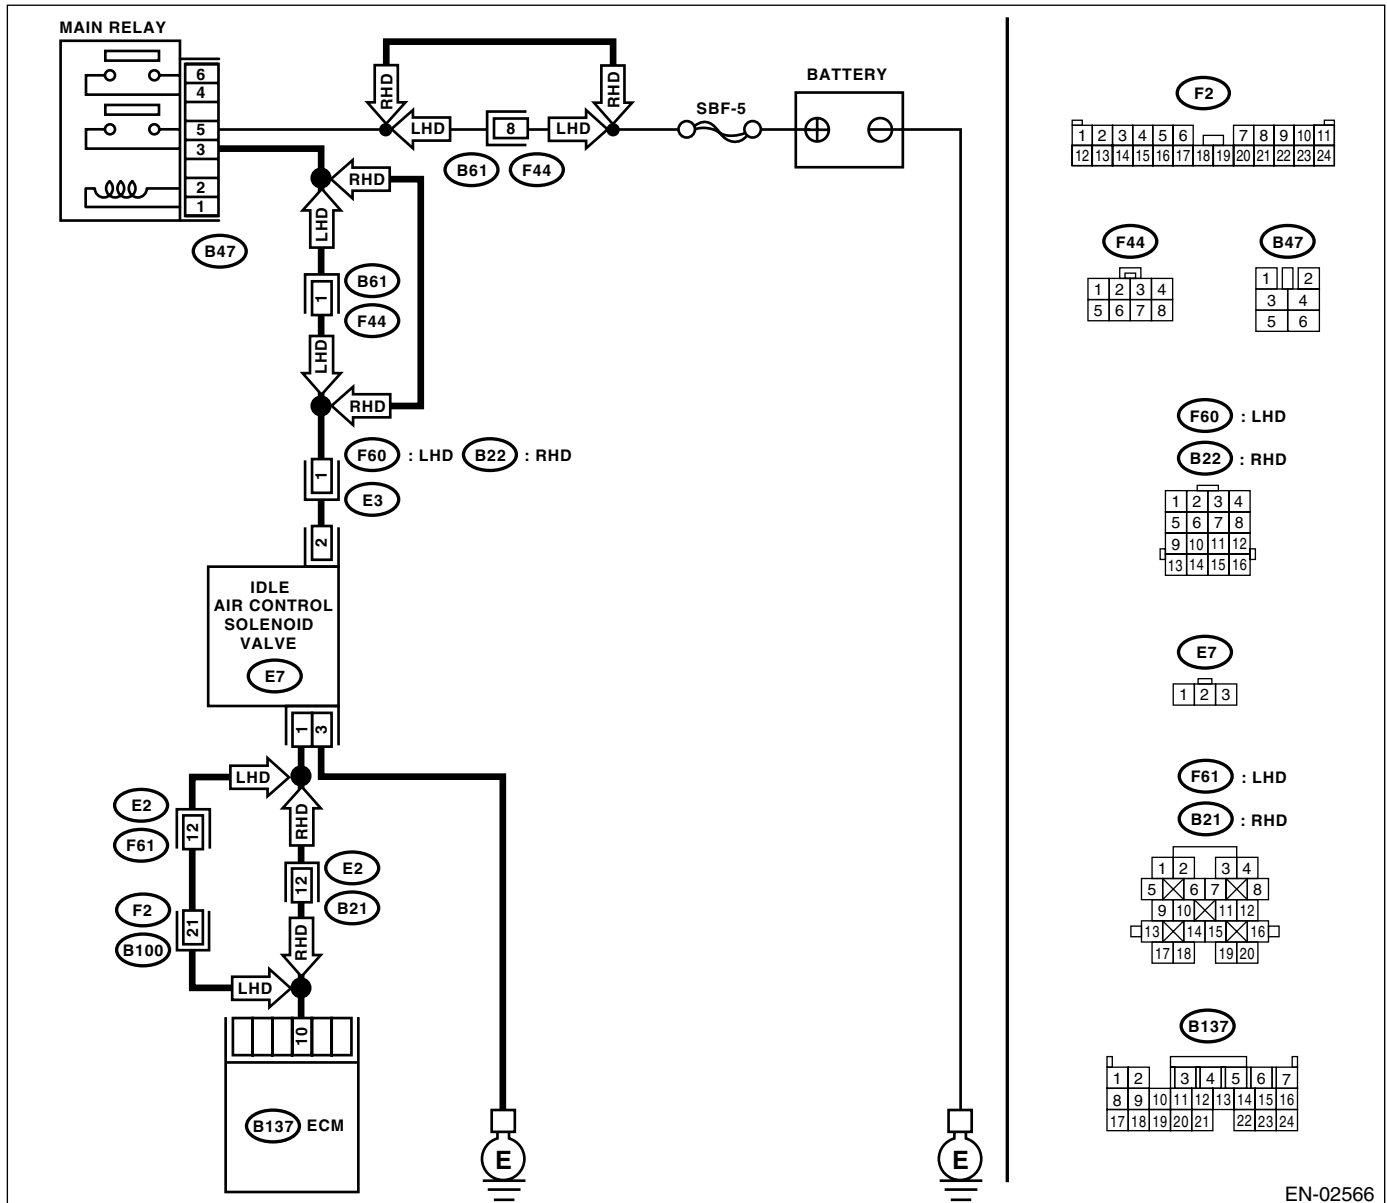 MAIN RELAY
6
4
5
3
2
1
B47
RHD
RHD
LHD
8
LHD
B61
F44
SBF-5
BATTERY
RHD
LHD
1
B61
F44
LHD
RHD
F60 : LHD B22 : RHD
1
E3
2
IDLE
AIR CONTROL
SOLENOID
VALVE
E7
1 3
LHD
RHD
E2
F61
12
12
E2
B21
F2
B100
21
RHD
LHD
10
B137 ECM
E
E
F2
1 2 3 4 5 6 7 8 9 10 11
12 13 14 15 16 17 18 19 20 21 22 23 24
F44
1 2 3 4
5 6 7 8
B47
1 2
3 4
5 6
F60 : LHD
B22 : RHD
1 2 3 4
5 6 7 8
9 10 11 12
13 14 15 16
E7
1 2 3
F61 : LHD
B21 : RHD
1 2 3 4
5 6 7 8
9 10 11 12
13 14 15 16
17 18 19 20
B137
1 2 3 4 5 6 7
8 9 10 11 12 13 14 15 16
17 18 19 20 21 22 23 24
EN-02566